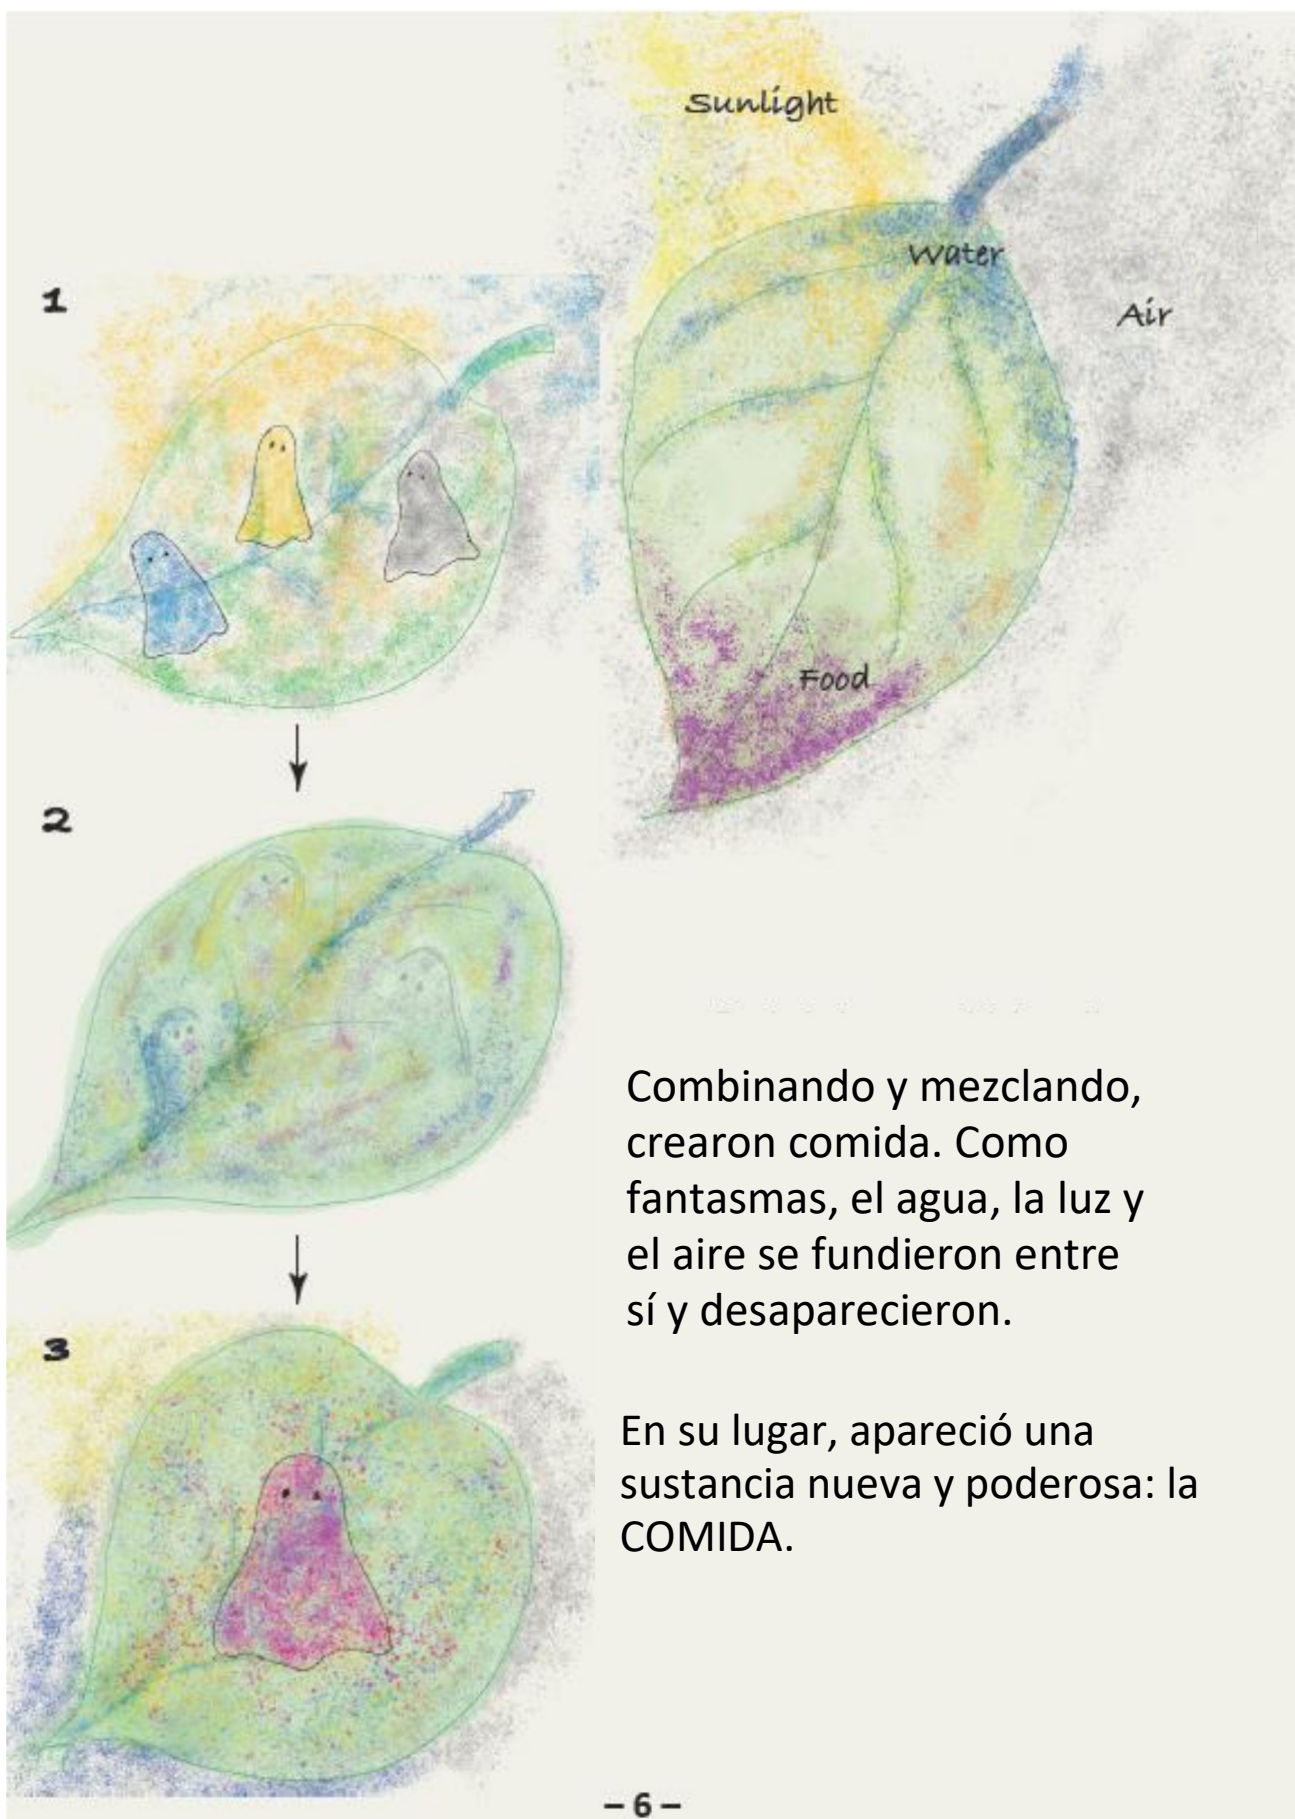 Sunlight
Water
Air
Food
1
2
3
Combinando y mezclando,
crearon comida. Como
fantasmas, el agua, la luz y
el aire se fundieron entre
sí y desaparecieron.
En su lugar, apareció una
sustancia nueva y poderosa: la
COMIDA.
– 6 –